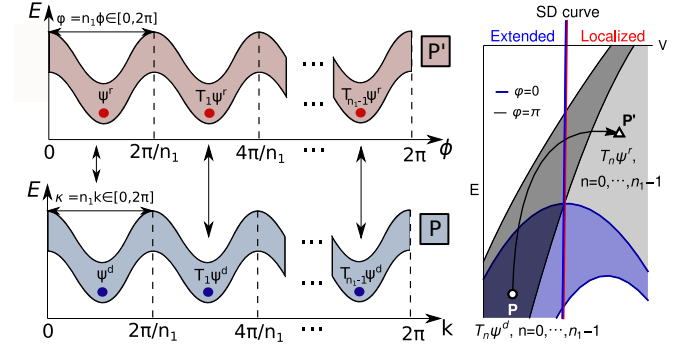 E
φ =n₁ϕ∈[0,2π]
P'
ψʳ
T₁ψʳ
...
Tₙ₁₋₁ψʳ
0
2π/n₁
4π/n₁
...
2π
ϕ
E
κ =n₁k∈[0,2π]
P
ψᵈ
T₁ψᵈ
...
Tₙ₁₋₁ψᵈ
0
2π/n₁
4π/n₁
...
2π
k
SD curve
Extended
Localized
V
φ=0
φ=π
P'
Tₙψʳ,
n=0,⋯,n₁−1
E
P
Tₙψᵈ, n=0,⋯,n₁−1